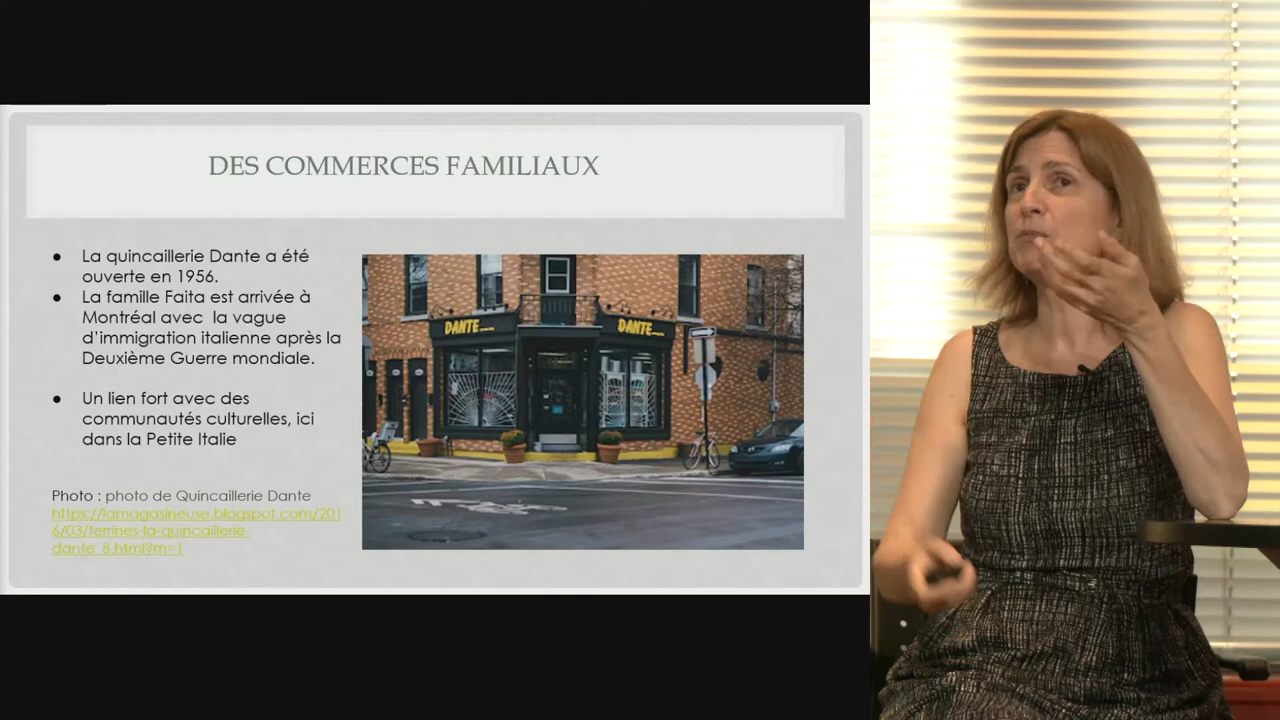 DES COMMERCES FAMILIAUX
● La quincaillerie Dante a été
ouverte en 1956.
● La famille Faita est arrivée à
Montréal avec la vague
d'immigration italienne après la
Deuxième Guerre mondiale.
● Un lien fort avec des
communautés culturelles, ici
dans la Petite Italie
Photo : photo de Quincaillerie Dante
https://lamagasineuse.blogspot.com/201
6/03/terrines-la-quincaillerie-
dante_8.html?m=1
DANTE
DANTE